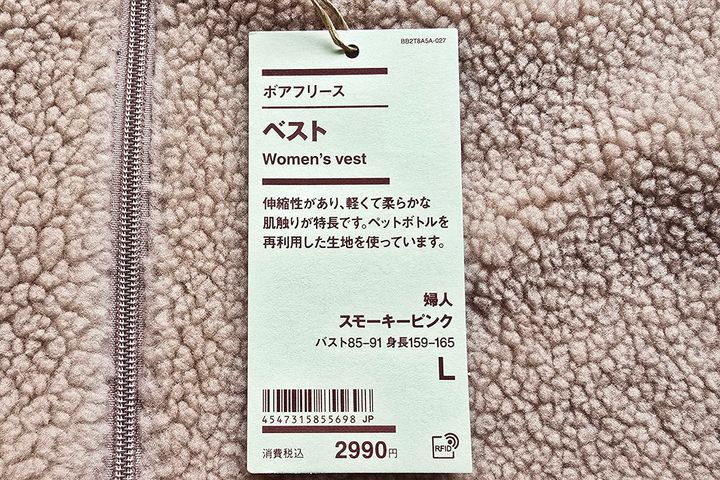 BB2T8A5A-027
ボアフリース
ベスト
Women's vest
伸縮性があり、軽くて柔らかな
肌触りが特長です。ペットボトルを
再利用した生地を使っています。
婦人
スモーキーピンク
バスト85–91 身長159–165
L
4547315855698 JP
消費税込 2990円
RFID